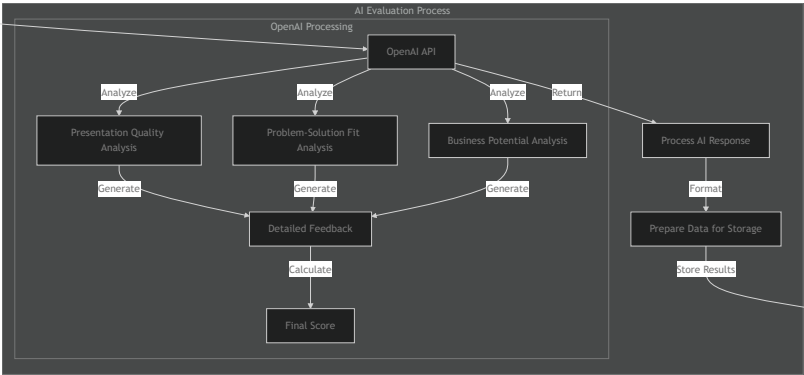 AI Evaluation Process
OpenAI Processing
OpenAI API
Analyze
Analyze
Analyze
Return
Presentation Quality
Analysis
Problem-Solution Fit
Analysis
Business Potential Analysis
Process AI Response
Generate
Generate
Generate
Format
Detailed Feedback
Prepare Data for Storage
Calculate
Store Results
Final Score